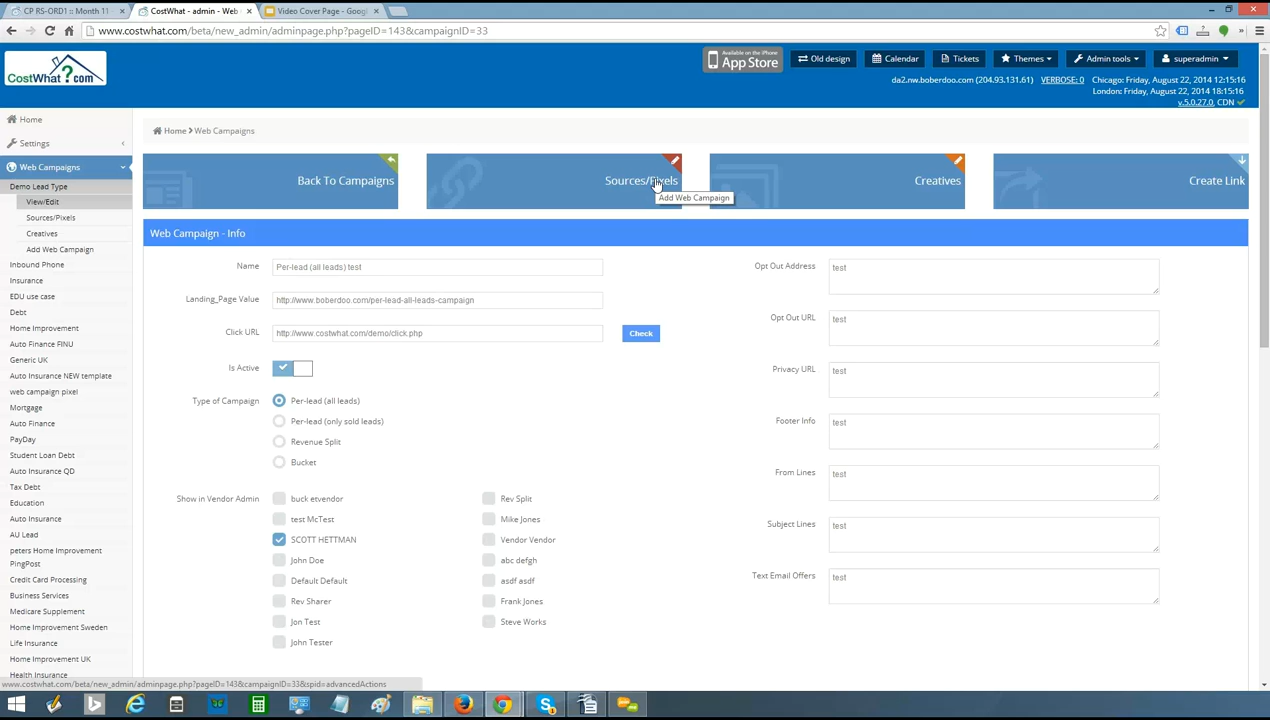 CP RS-ORD1 :: Month 11
CostWhat - admin - Web
Video Cover Page - Google
www.costwhat.com/beta/new_admin/adminpage.php?pageID=143&campaignID=33
CostWhat?.com
Available on the iPhone
App Store
Old design
Calendar
Tickets
Themes
Admin tools
superadmin
da2.nw.boberdoo.com (204.93.131.61) VERBOSE: 0
Chicago: Friday, August 22, 2014 12:15:16
London: Friday, August 22, 2014 18:15:16
v.5.0.27.0, CDN
Home
Settings
Web Campaigns
Demo Lead Type
View/Edit
Sources/Pixels
Creatives
Add Web Campaign
Inbound Phone
Insurance
EDU use case
Debt
Home Improvement
Auto Finance FINU
Generic UK
Auto Insurance NEW template
web campaign pixel
Mortgage
Auto Finance
PayDay
Student Loan Debt
Auto Insurance QD
Tax Debt
Education
Auto Insurance
AU Lead
peters Home Improvement
PingPost
Credit Card Processing
Business Services
Medicare Supplement
Home Improvement Sweden
Life Insurance
Home Improvement UK
Health Insurance
Home > Web Campaigns
Back To Campaigns
Sources/Pixels
Add Web Campaign
Creatives
Create Link
Web Campaign - Info
Name
Per-lead (all leads) test
Landing_Page Value
http://www.boberdoo.com/per-lead-all-leads-campaign
Click URL
http://www.costwhat.com/demo/click.php
Check
Is Active
Type of Campaign
Per-lead (all leads)
Per-lead (only sold leads)
Revenue Split
Bucket
Show in Vendor Admin
buck etvendor
test McTest
SCOTT HETTMAN
John Doe
Default Default
Rev Sharer
Jon Test
John Tester
Rev Split
Mike Jones
Vendor Vendor
abc defgh
asdf asdf
Frank Jones
Steve Works
Opt Out Address
test
Opt Out URL
test
Privacy URL
test
Footer Info
test
From Lines
test
Subject Lines
test
Text Email Offers
test
www.costwhat.com/beta/new_admin/adminpage.php?pageID=143&campaignID=33&spid=advancedActions
12:15 PM